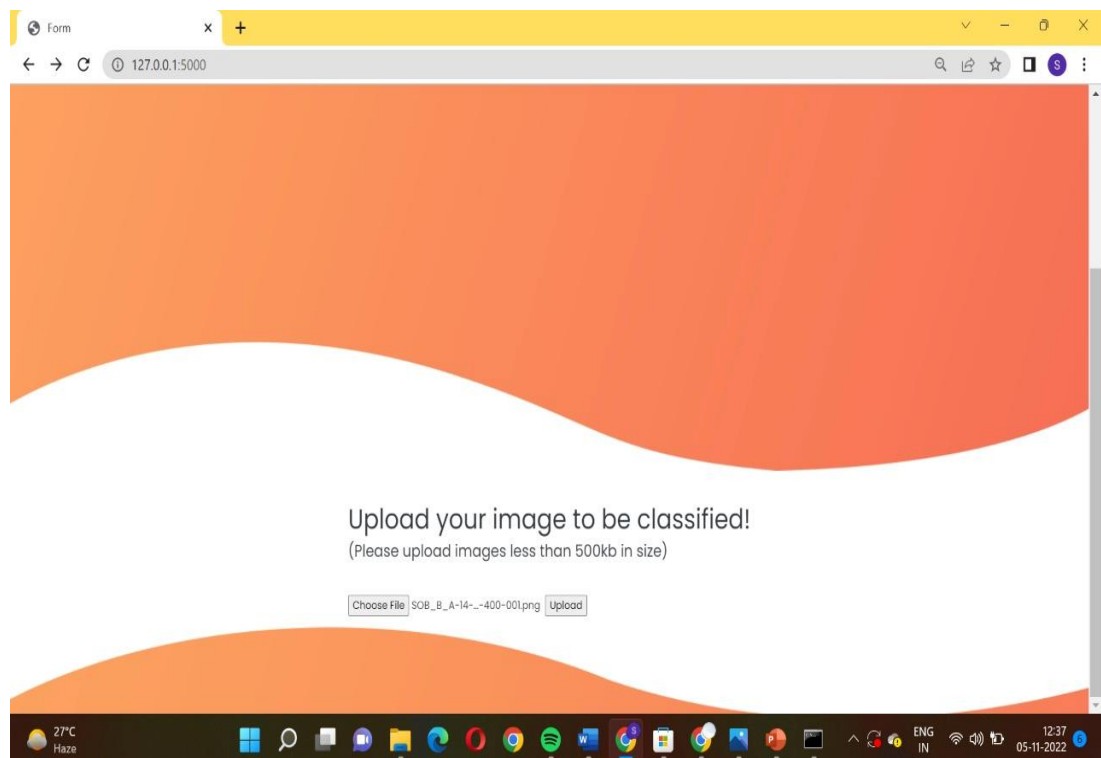 Form
127.0.0.1:5000
S
Upload your image to be classified!
(Please upload images less than 500kb in size)
Choose File SOB_B_A-14-_-400-001.png Upload
27°C
Haze
ENG
IN
12:37
05-11-2022
6